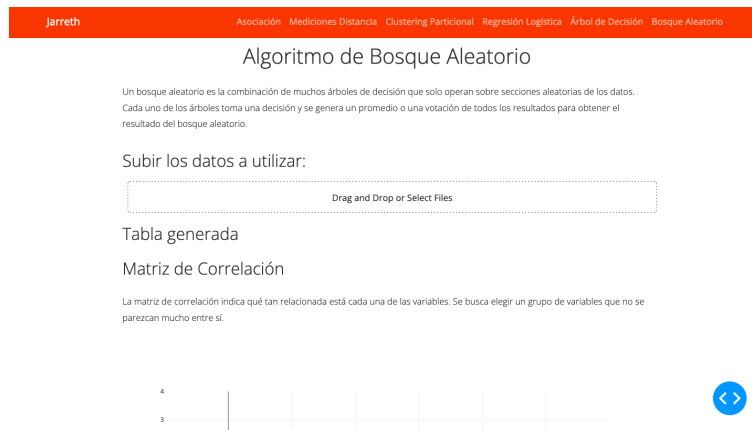 Jarreth Asociación Mediciones Distancia Clustering Particional Regresión Logística Árbol de Decisión Bosque Aleatorio
Algoritmo de Bosque Aleatorio
Un bosque aleatorio es la combinación de muchos árboles de decisión que solo operan sobre secciones aleatorias de los datos.
Cada uno de los árboles toma una decisión y se genera un promedio o una votación de todos los resultados para obtener el
resultado del bosque aleatorio.
Subir los datos a utilizar:
Drag and Drop or Select Files
Tabla generada
Matriz de Correlación
La matriz de correlación indica qué tan relacionada está cada una de las variables. Se busca elegir un grupo de variables que no se
parezcan mucho entre sí.
4
3